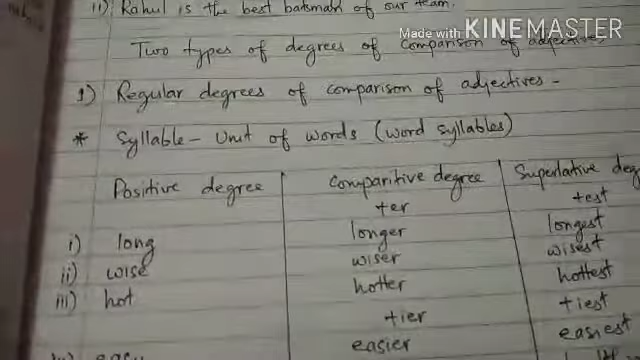 ii) Rahul is the best batsman of our team.
Made with KINEMASTER
Two types of degrees of comparison of adjectives
1) Regular degrees of comparison of adjectives -
* Syllable - Unit of words (word syllables)
Positive degree Comparitive degree Superlative deg
+er +est
i) long longer longest
ii) wise wiser wisest
iii) hot hotter hottest
+ier +iest
easy easier easiest